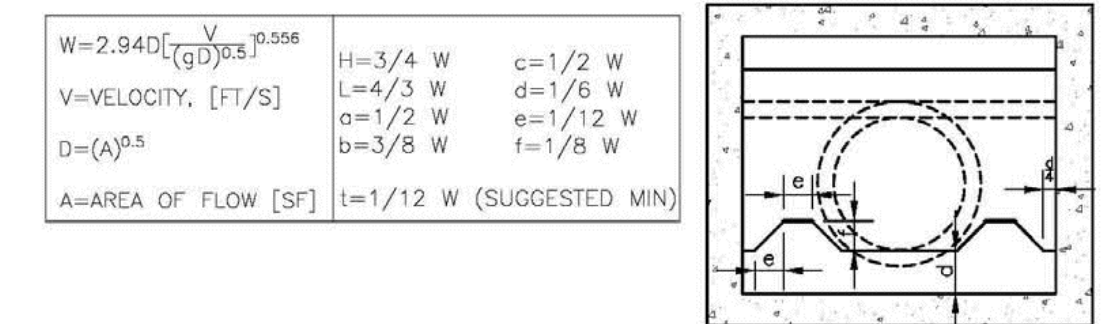 W=2.94D[V/(gD)^0.5]^0.556
V=VELOCITY, [FT/S]
D=(A)^0.5
A=AREA OF FLOW [SF]
H=3/4 W c=1/2 W
L=4/3 W d=1/6 W
a=1/2 W e=1/12 W
b=3/8 W f=1/8 W
t=1/12 W (SUGGESTED MIN)
e
d/4
f
e
d